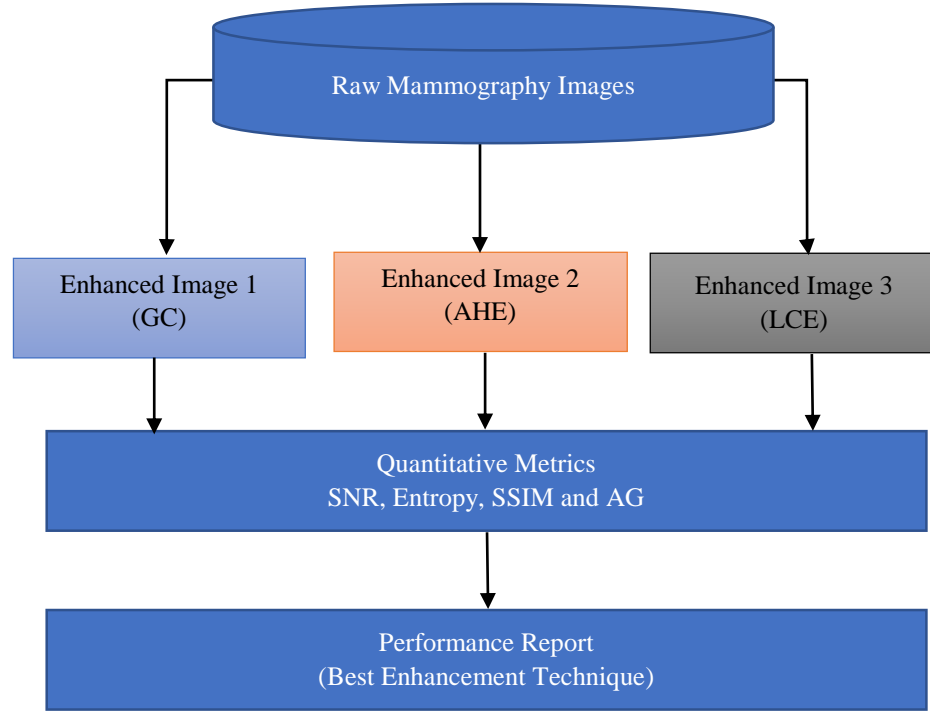 Raw Mammography Images
Enhanced Image 1
(GC)
Enhanced Image 2
(AHE)
Enhanced Image 3
(LCE)
Quantitative Metrics
SNR, Entropy, SSIM and AG
Performance Report
(Best Enhancement Technique)